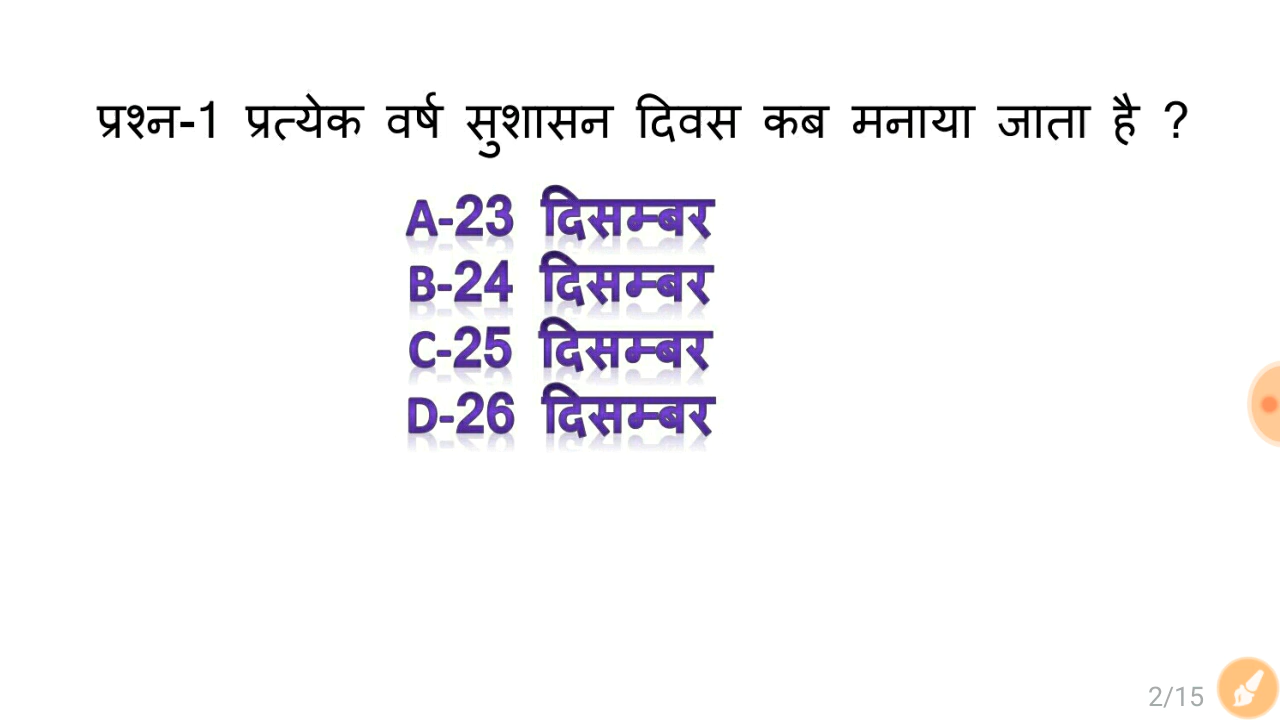 प्रश्न-1 प्रत्येक वर्ष सुशासन दिवस कब मनाया जाता है ?
A-23 दिसम्बर
B-24 दिसम्बर
C-25 दिसम्बर
D-26 दिसम्बर
2/15